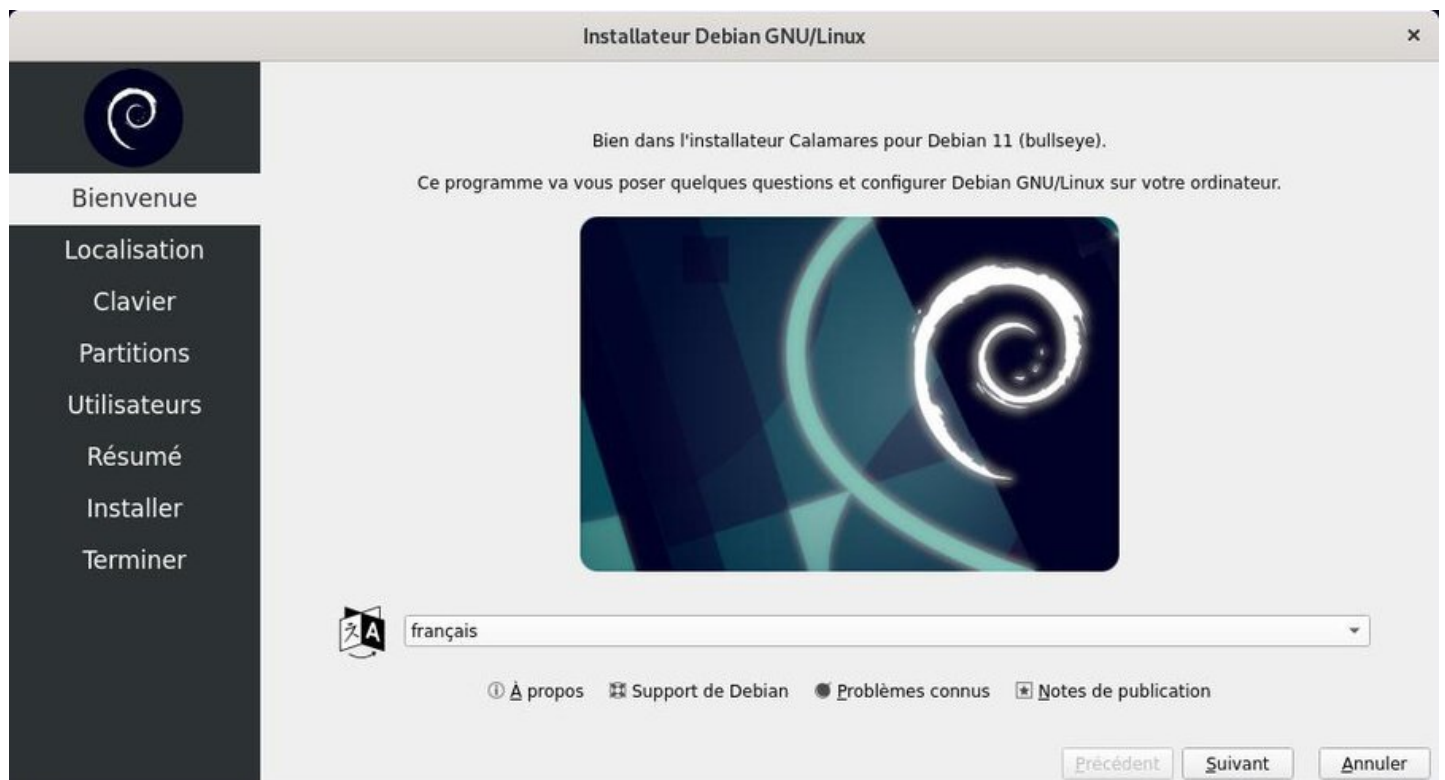 Installateur Debian GNU/Linux
×
Bienvenue
Localisation
Clavier
Partitions
Utilisateurs
Résumé
Installer
Terminer
Bien dans l'installateur Calamares pour Debian 11 (bullseye).
Ce programme va vous poser quelques questions et configurer Debian GNU/Linux sur votre ordinateur.
français
À propos Support de Debian Problèmes connus Notes de publication
Précédent Suivant Annuler